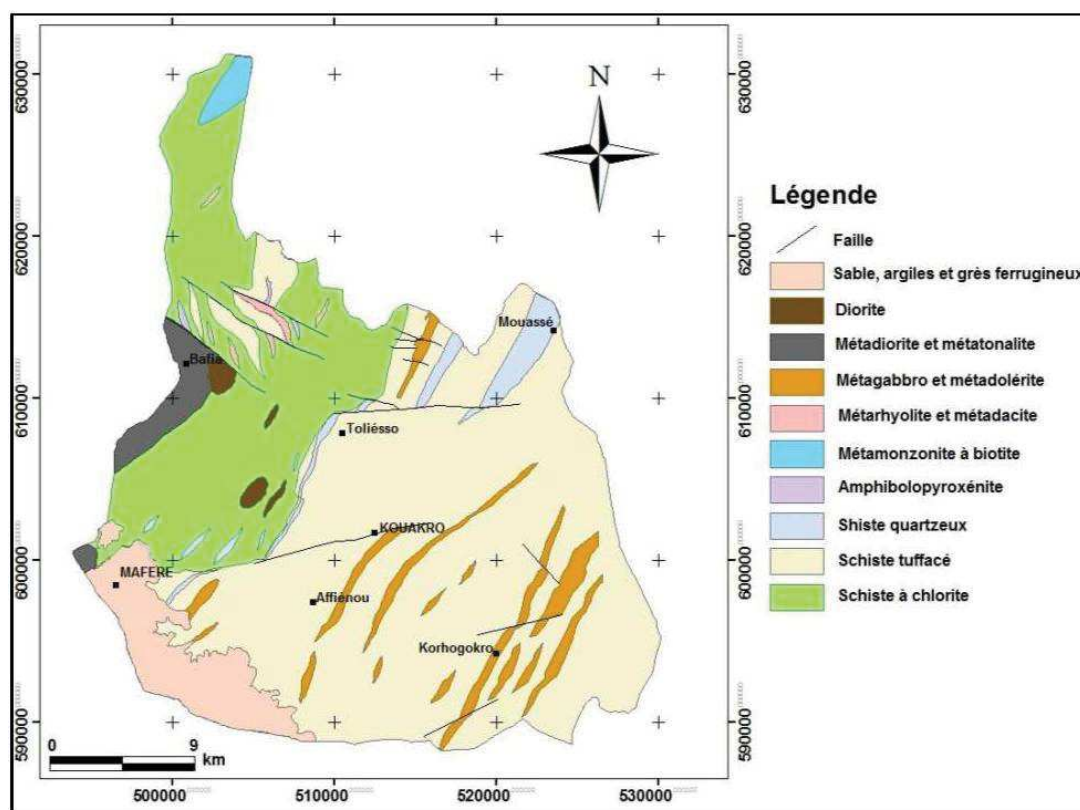 N
630000
620000
610000
600000
590000
630000
620000
610000
600000
590000
500000
510000
520000
530000
Mouassé
Bafia
Toliésso
KOUAKRO
MAFERE
Affiénou
Korhogokro
0 9
km
Légende
Faille
Sable, argiles et grès ferrugineux
Diorite
Métadiorite et métatonalite
Métagabbro et métadolérite
Métarhyolite et métadacite
Métamonzonite à biotite
Amphibolopyroxénite
Shiste quartzeux
Schiste tuffacé
Schiste à chlorite